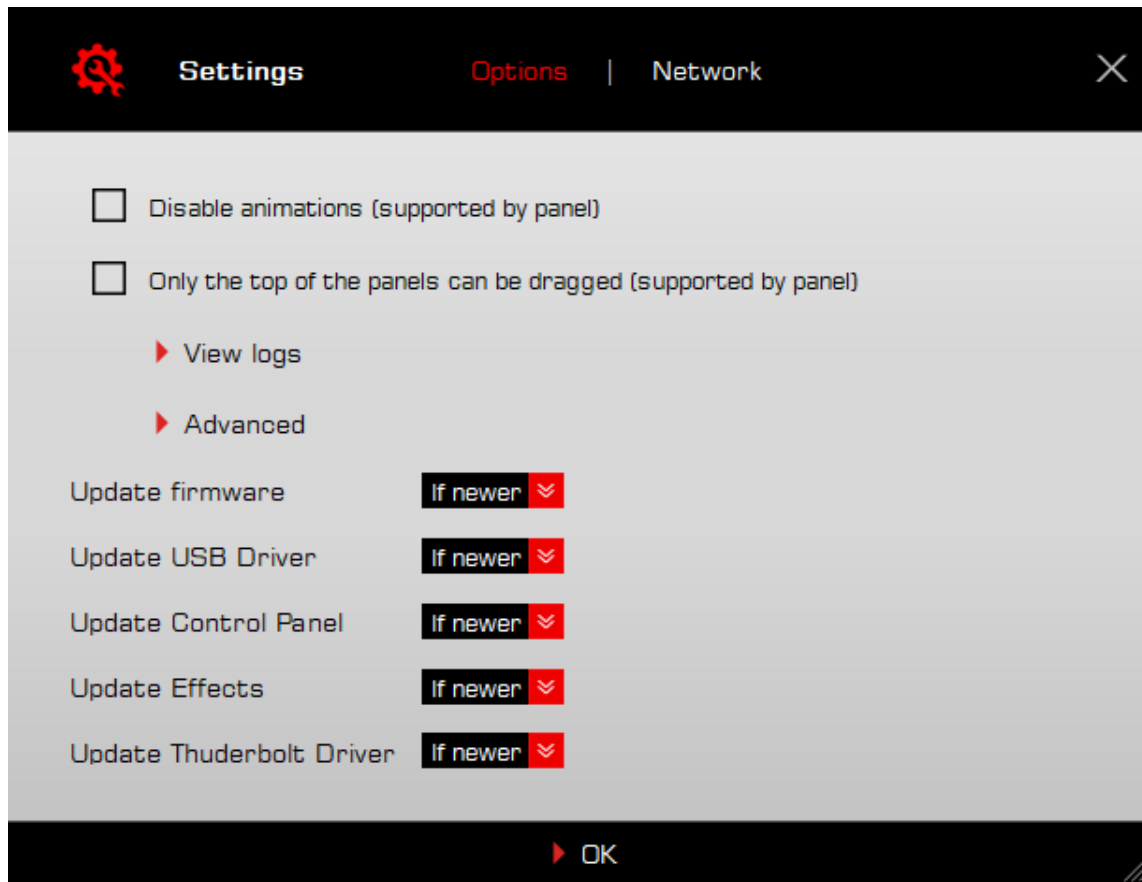 Settings Options | Network
Disable animations (supported by panel)
Only the top of the panels can be dragged (supported by panel)
View logs
Advanced
Update firmware If newer
Update USB Driver If newer
Update Control Panel If newer
Update Effects If newer
Update Thuderbolt Driver If newer
OK